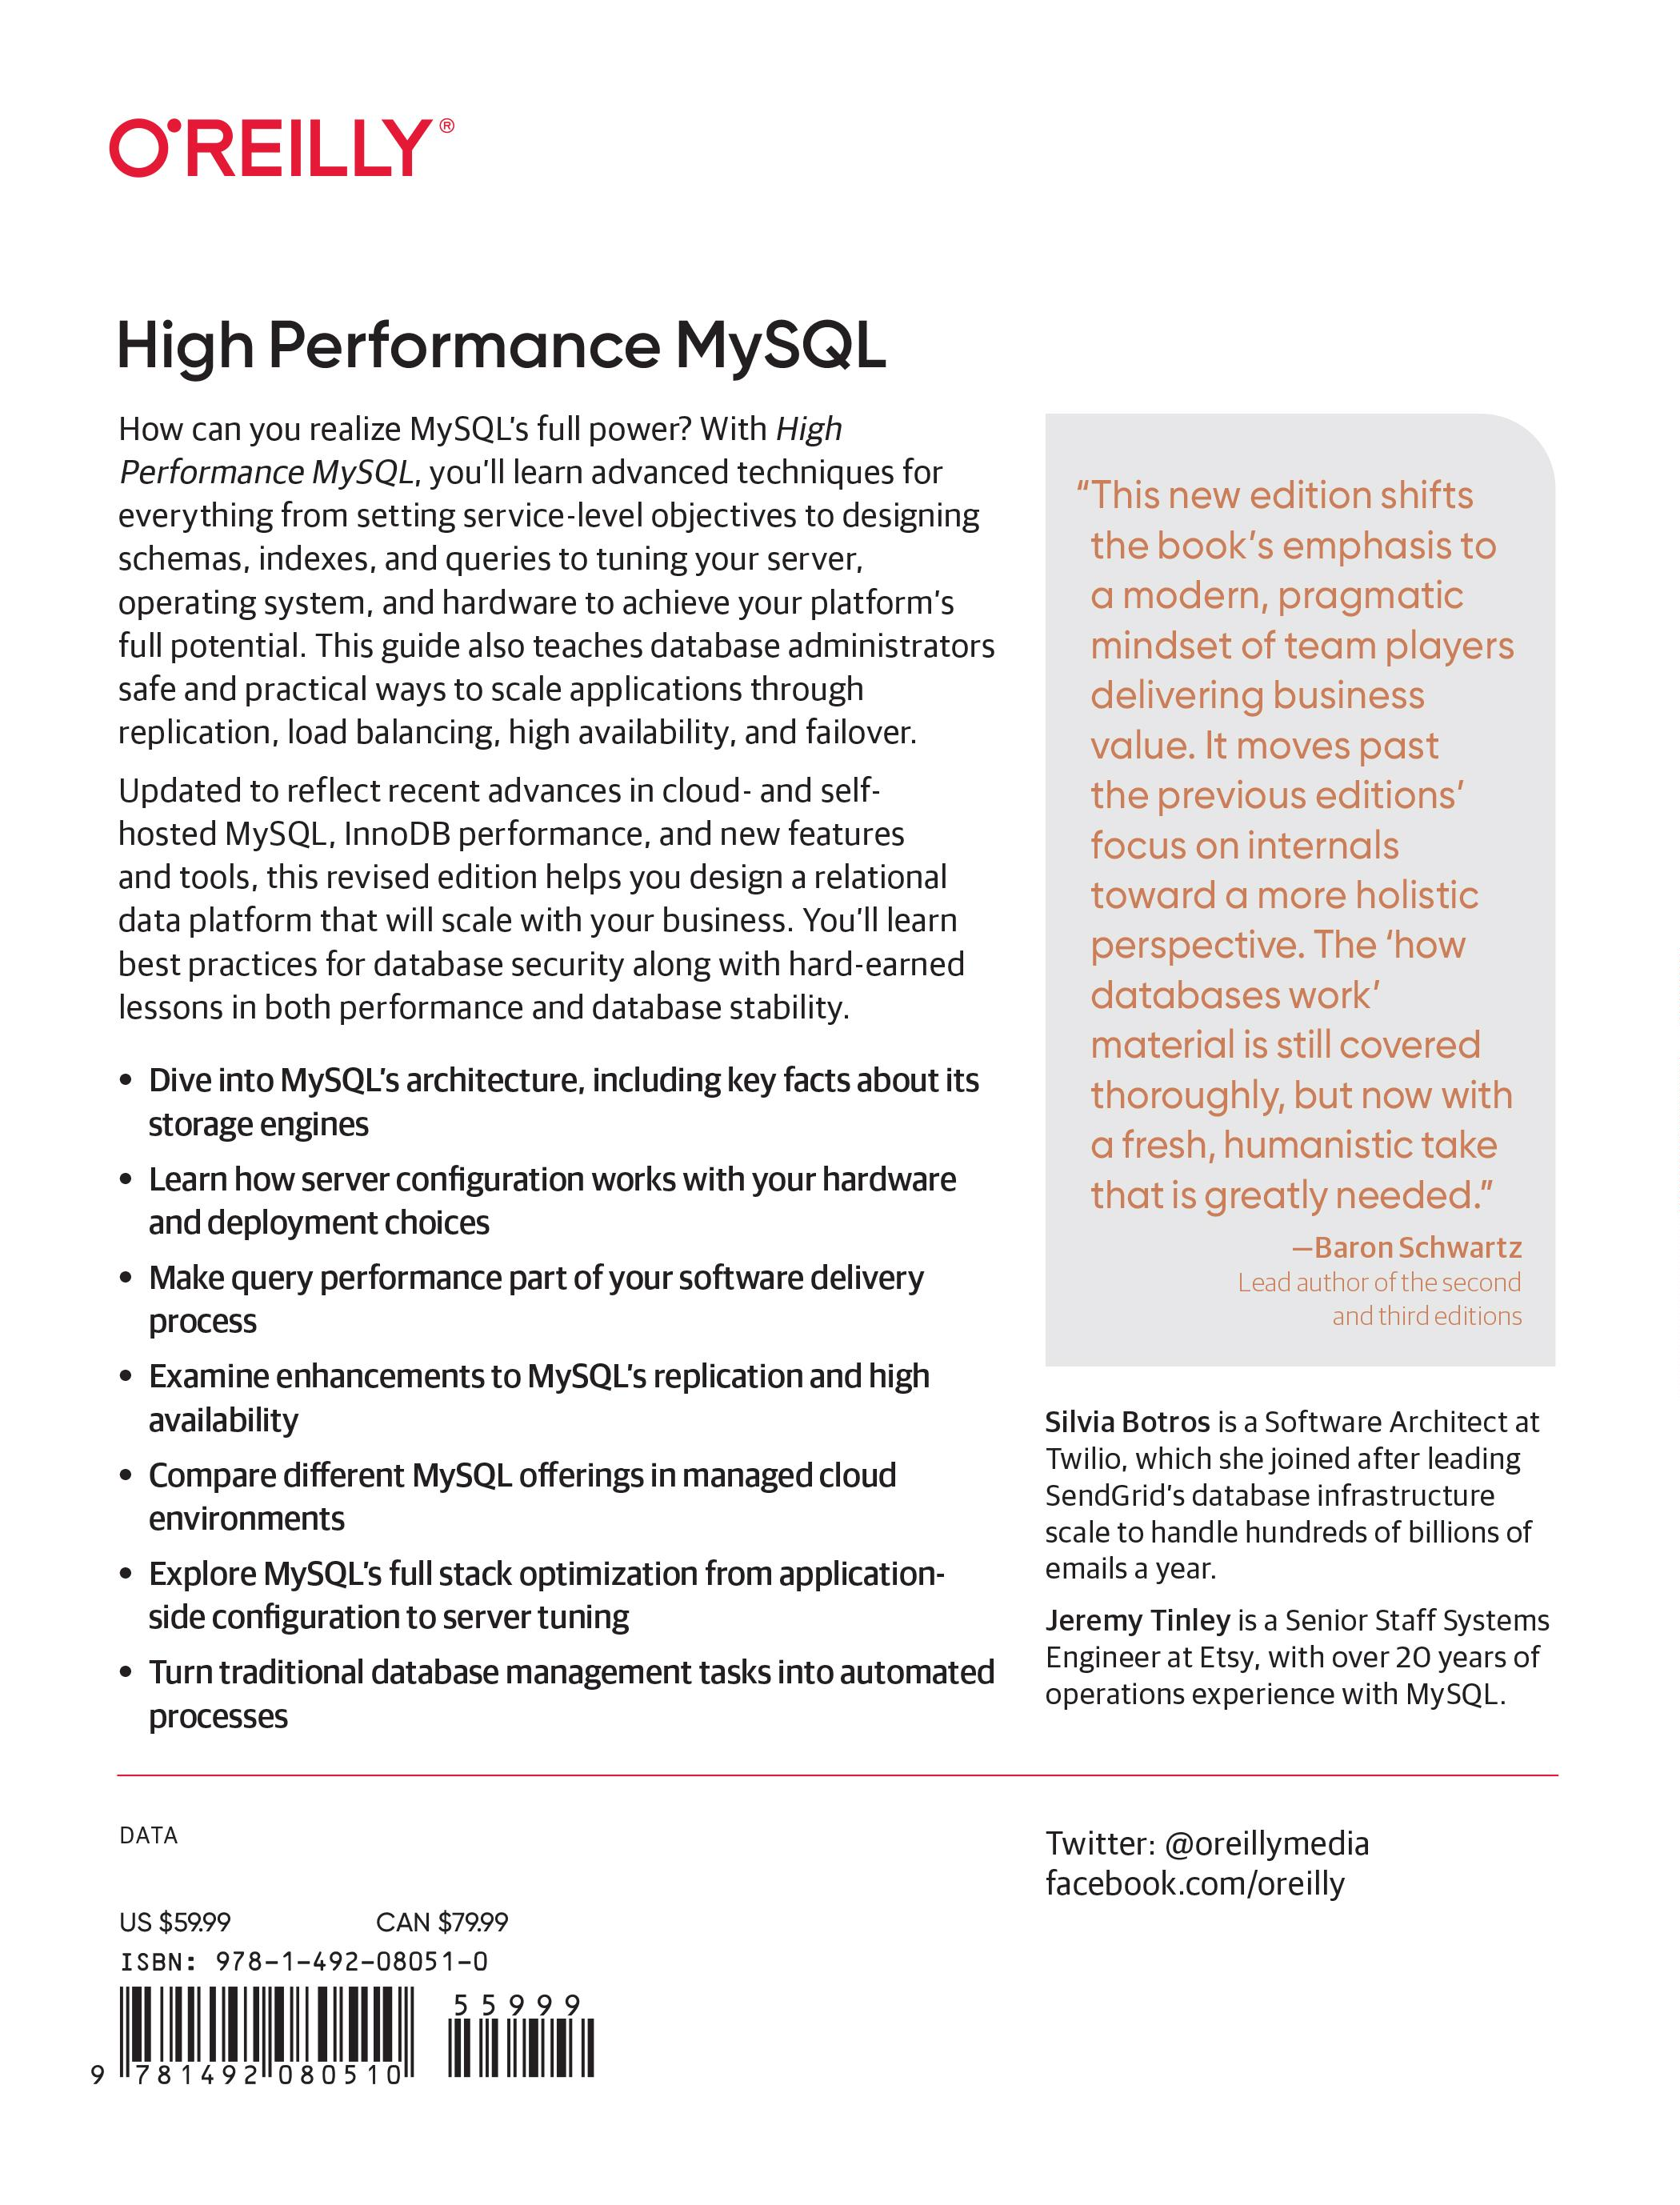 O'REILLY®
High Performance MySQL
How can you realize MySQL's full power? With High
Performance MySQL, you'll learn advanced techniques for
everything from setting service-level objectives to designing
schemas, indexes, and queries to tuning your server,
operating system, and hardware to achieve your platform's
full potential. This guide also teaches database administrators
safe and practical ways to scale applications through
replication, load balancing, high availability, and failover.
Updated to reflect recent advances in cloud- and self-
hosted MySQL, InnoDB performance, and new features
and tools, this revised edition helps you design a relational
data platform that will scale with your business. You'll learn
best practices for database security along with hard-earned
lessons in both performance and database stability.
• Dive into MySQL's architecture, including key facts about its
storage engines
• Learn how server configuration works with your hardware
and deployment choices
• Make query performance part of your software delivery
process
• Examine enhancements to MySQL's replication and high
availability
• Compare different MySQL offerings in managed cloud
environments
• Explore MySQL's full stack optimization from application-
side configuration to server tuning
• Turn traditional database management tasks into automated
processes
"This new edition shifts
the book's emphasis to
a modern, pragmatic
mindset of team players
delivering business
value. It moves past
the previous editions'
focus on internals
toward a more holistic
perspective. The 'how
databases work'
material is still covered
thoroughly, but now with
a fresh, humanistic take
that is greatly needed."
—Baron Schwartz
Lead author of the second
and third editions
Silvia Botros is a Software Architect at
Twilio, which she joined after leading
SendGrid's database infrastructure
scale to handle hundreds of billions of
emails a year.
Jeremy Tinley is a Senior Staff Systems
Engineer at Etsy, with over 20 years of
operations experience with MySQL.
DATA
US $59.99 CAN $79.99
ISBN: 978-1-492-08051-0
55999
9 781492 080510
Twitter: @oreillymedia
facebook.com/oreilly